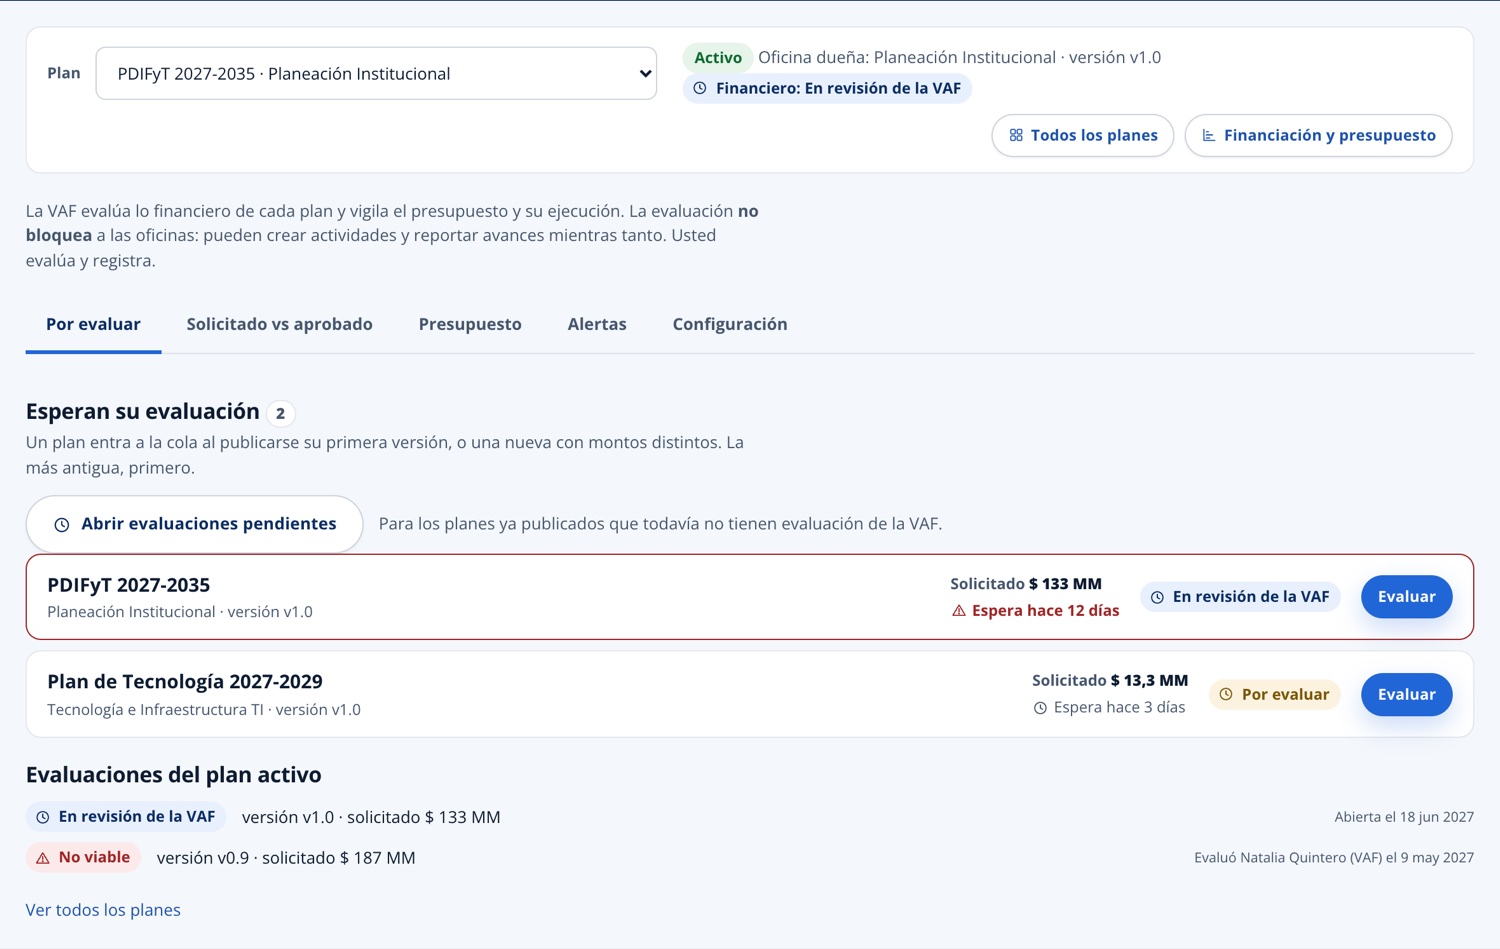 Plan
PDIFyT 2027-2035 · Planeación Institucional
Activo Oficina dueña: Planeación Institucional · versión v1.0
Financiero: En revisión de la VAF
Todos los planes
Financiación y presupuesto
La VAF evalúa lo financiero de cada plan y vigila el presupuesto y su ejecución. La evaluación no
bloquea a las oficinas: pueden crear actividades y reportar avances mientras tanto. Usted
evalúa y registra.
Por evaluar
Solicitado vs aprobado
Presupuesto
Alertas
Configuración
Esperan su evaluación 2
Un plan entra a la cola al publicarse su primera versión, o una nueva con montos distintos. La
más antigua, primero.
Abrir evaluaciones pendientes
Para los planes ya publicados que todavía no tienen evaluación de la VAF.
PDIFyT 2027-2035
Planeación Institucional · versión v1.0
Solicitado $ 133 MM
Espera hace 12 días
En revisión de la VAF
Evaluar
Plan de Tecnología 2027-2029
Tecnología e Infraestructura TI · versión v1.0
Solicitado $ 13,3 MM
Espera hace 3 días
Por evaluar
Evaluar
Evaluaciones del plan activo
En revisión de la VAF versión v1.0 · solicitado $ 133 MM
Abierta el 18 jun 2027
No viable versión v0.9 · solicitado $ 187 MM
Evaluó Natalia Quintero (VAF) el 9 may 2027
Ver todos los planes